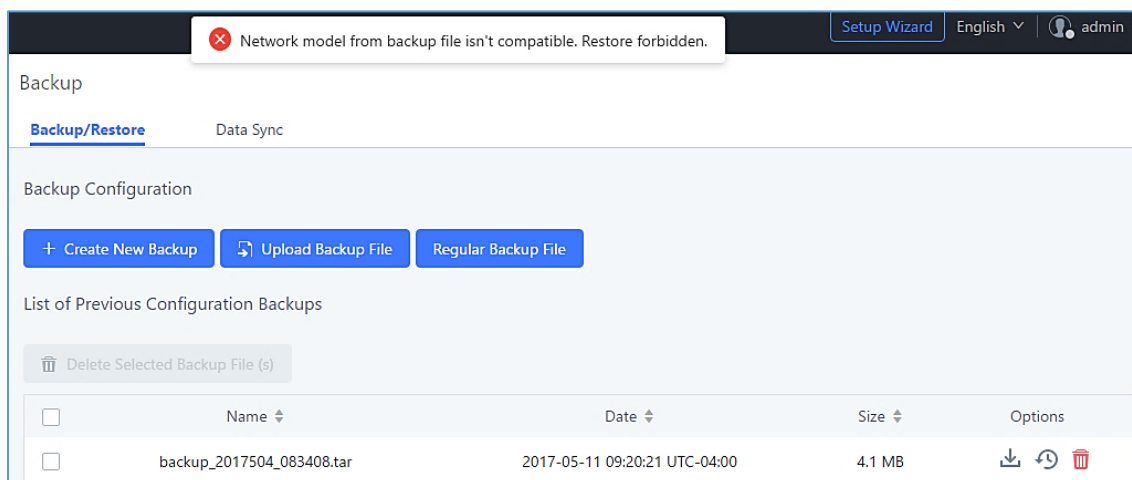 Setup Wizard English admin
Network model from backup file isn't compatible. Restore forbidden.
Backup
Backup/Restore Data Sync
Backup Configuration
+ Create New Backup Upload Backup File Regular Backup File
List of Previous Configuration Backups
Delete Selected Backup File (s)
Name Date Size Options
backup_2017504_083408.tar 2017-05-11 09:20:21 UTC-04:00 4.1 MB